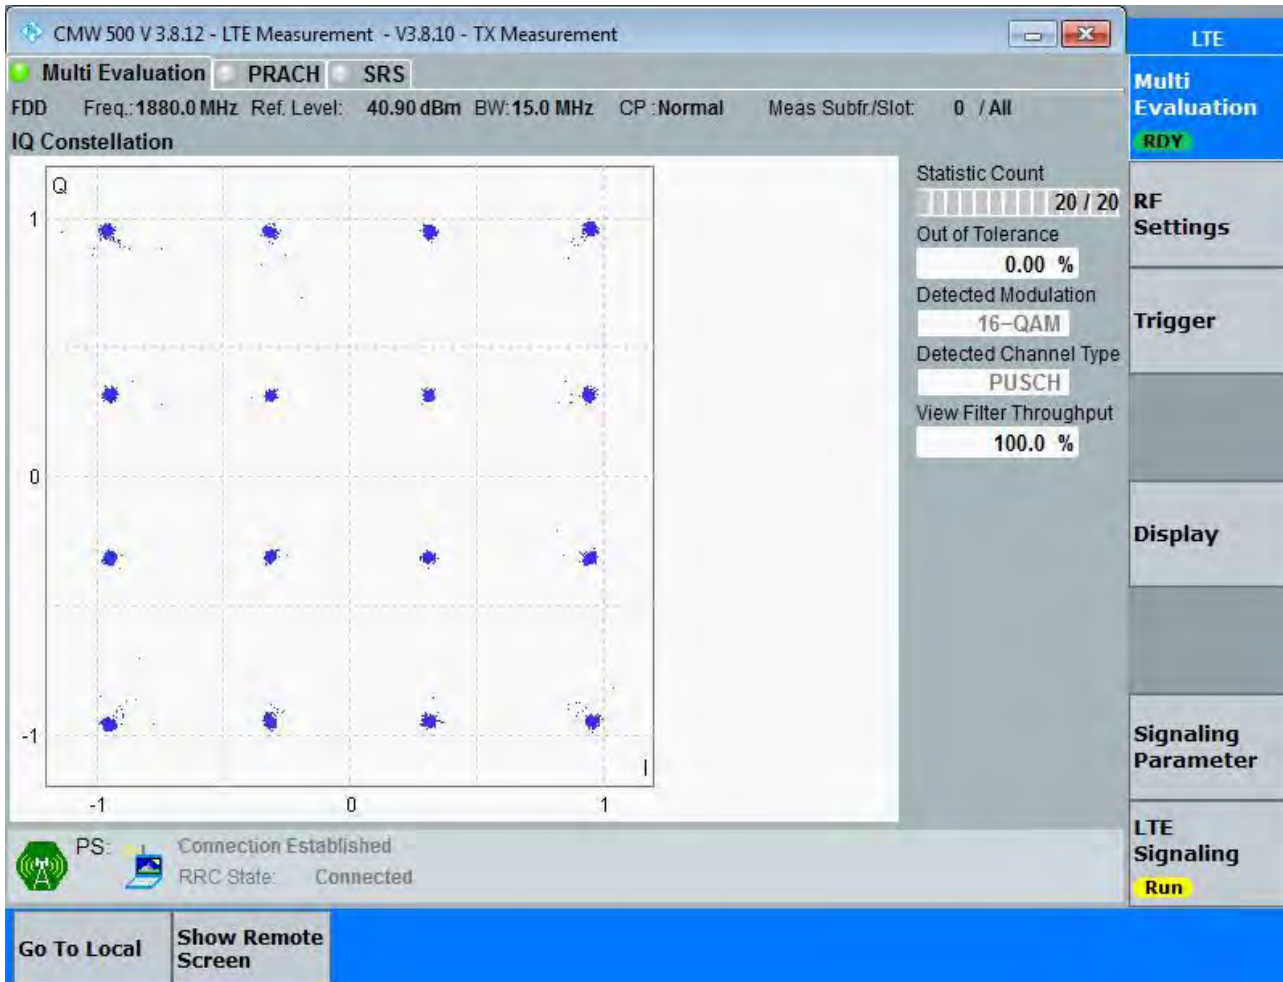 CMW 500 V 3.8.12 - LTE Measurement - V3.8.10 - TX Measurement
LTE
Multi Evaluation PRACH SRS
FDD Freq.:1880.0 MHz Ref. Level: 40.90 dBm BW:15.0 MHz CP :Normal Meas Subfr./Slot: 0 / All
IQ Constellation
Q
1
0
-1
I
-1 0 1
Statistic Count
20 / 20
Out of Tolerance
0.00 %
Detected Modulation
16-QAM
Detected Channel Type
PUSCH
View Filter Throughput
100.0 %
Multi
Evaluation
RDY
RF
Settings
Trigger
Display
Signaling
Parameter
LTE
Signaling
Run
PS: Connection Established
RRC State: Connected
Go To Local
Show Remote
Screen